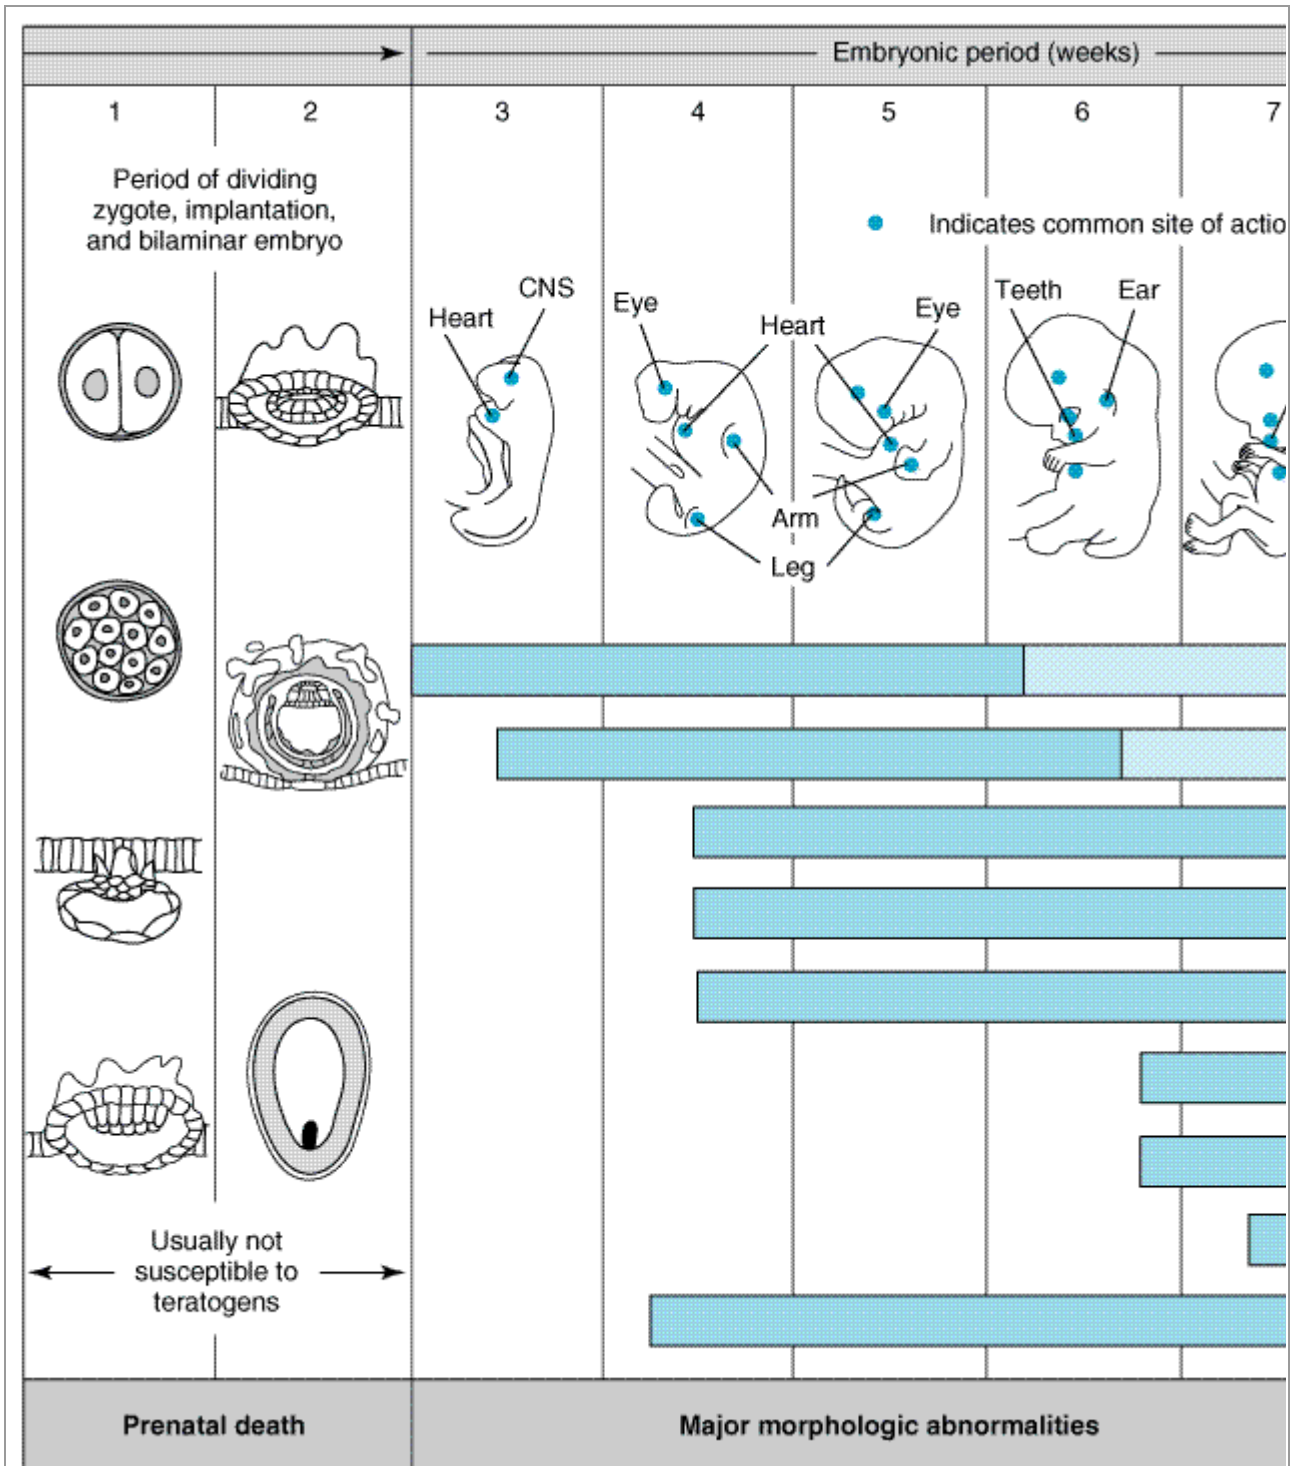 Embryonic period (weeks)
1
2
3
4
5
6
7
Period of dividing
zygote, implantation,
and bilaminar embryo
Indicates common site of actio
CNS
Heart
Eye
Heart
Eye
Teeth
Ear
Arm
Leg
Usually not
susceptible to
teratogens
Prenatal death
Major morphologic abnormalities